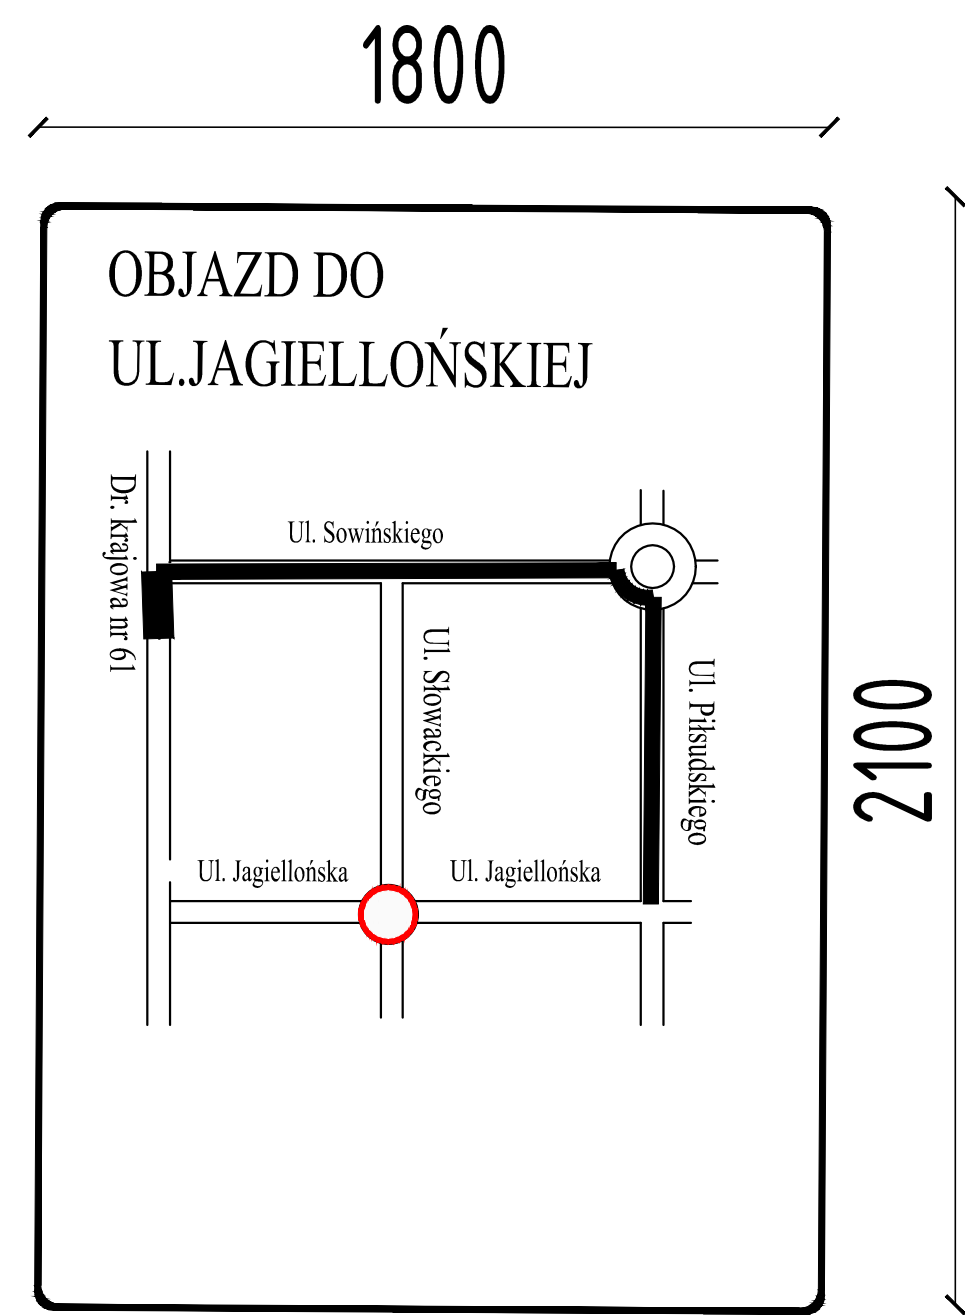 1800
OBJAZD DO
UL.JAGIELLOŃSKIEJ
Dr. krajowa nr 61
Ul. Sowińskiego
Ul. Słowackiego
Ul. Piłsudskiego
2100
Ul. Jagiellońska
Ul. Jagiellońska